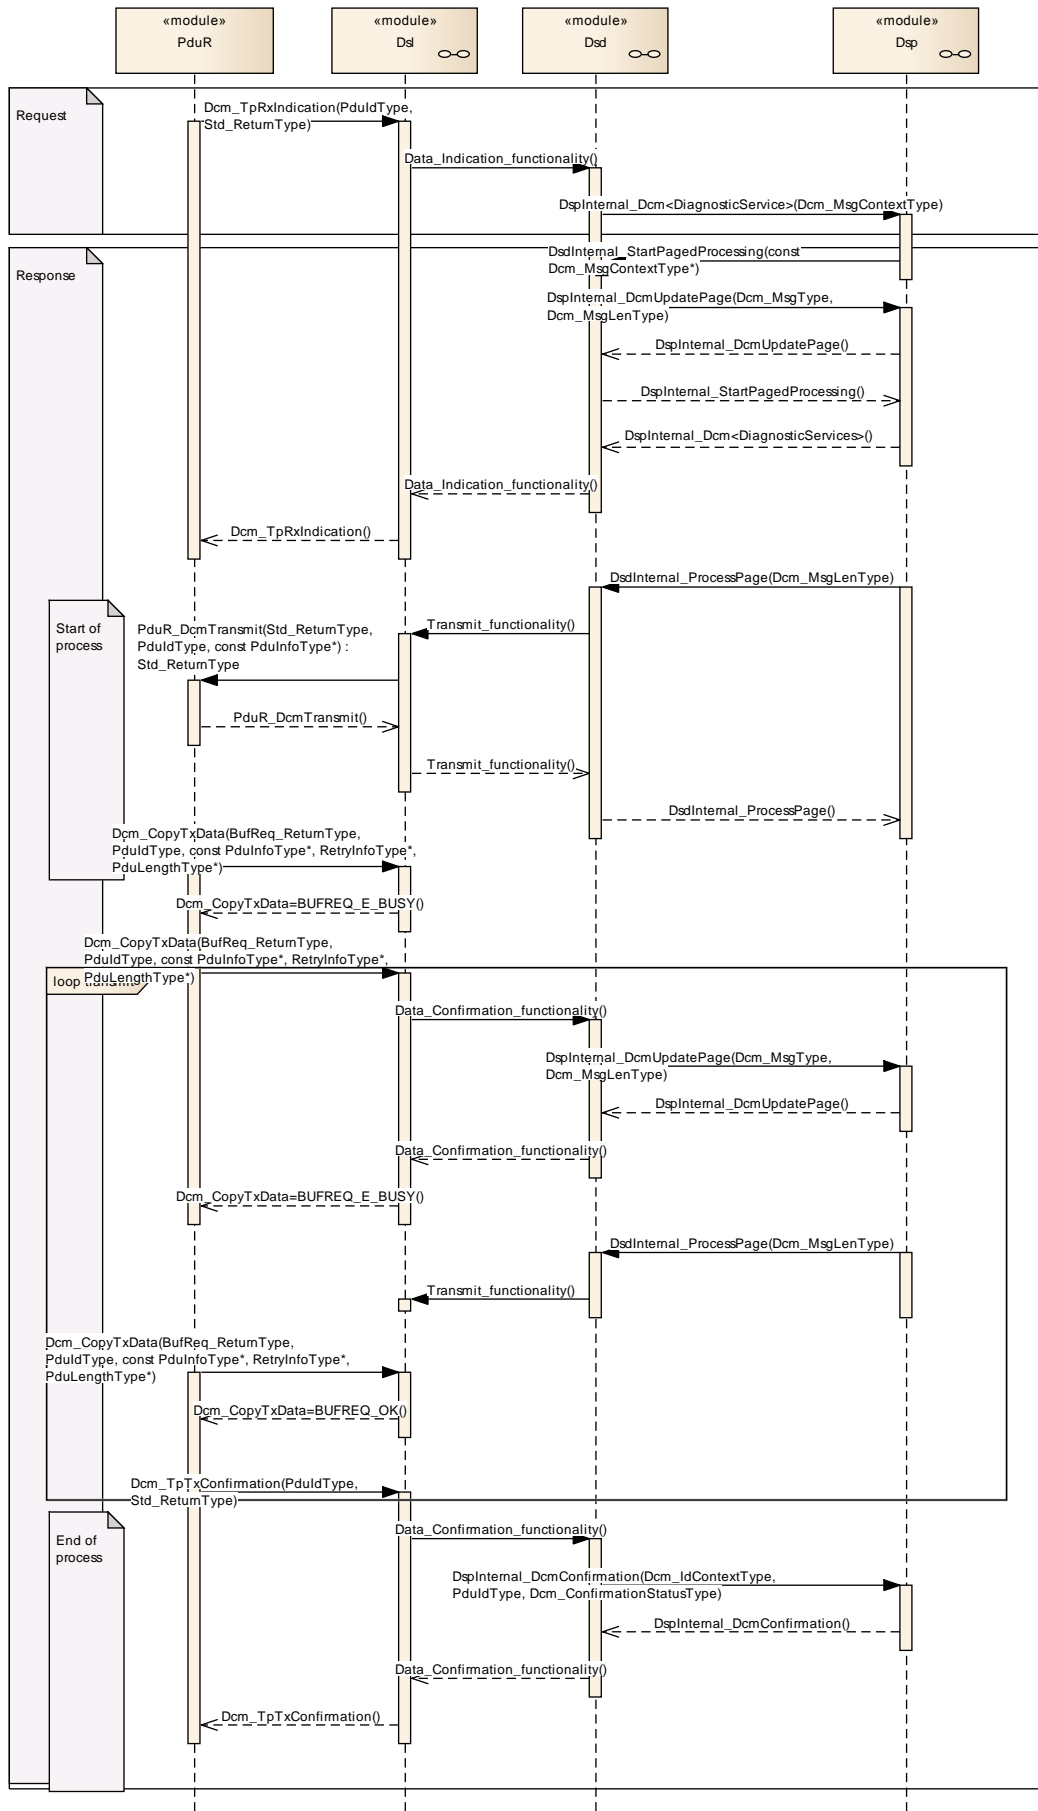 «module»
PduR
«module»
Dsl
«module»
Dsd
«module»
Dsp
Request
Dcm_TpRxIndication(PduIdType,
Std_ReturnType)
Data_Indication_functionality()
DspInternal_Dcm<DiagnosticService>(Dcm_MsgContextType)
Response
DsdInternal_StartPagedProcessing(const
Dcm_MsgContextType*)
DspInternal_DcmUpdatePage(Dcm_MsgType,
Dcm_MsgLenType)
DspInternal_DcmUpdatePage()
DspInternal_StartPagedProcessing()
DspInternal_Dcm<DiagnosticServices>()
Data_Indication_functionality()
Dcm_TpRxIndication()
DsdInternal_ProcessPage(Dcm_MsgLenType)
Start of
process
Transmit_functionality()
PduR_DcmTransmit(Std_ReturnType,
PduIdType, const PduInfoType*) :
Std_ReturnType
PduR_DcmTransmit()
Transmit_functionality()
DsdInternal_ProcessPage()
Dcm_CopyTxData(BufReq_ReturnType,
PduIdType, const PduInfoType*, RetryInfoType*,
PduLengthType*)
Dcm_CopyTxData=BUFREQ_E_BUSY()
Dcm_CopyTxData(BufReq_ReturnType,
PduIdType, const PduInfoType*, RetryInfoType*,
PduLengthType*)
loop
Data_Confirmation_functionality()
DspInternal_DcmUpdatePage(Dcm_MsgType,
Dcm_MsgLenType)
DspInternal_DcmUpdatePage()
Data_Confirmation_functionality()
Dcm_CopyTxData=BUFREQ_E_BUSY()
DsdInternal_ProcessPage(Dcm_MsgLenType)
Transmit_functionality()
Dcm_CopyTxData(BufReq_ReturnType,
PduIdType, const PduInfoType*, RetryInfoType*,
PduLengthType*)
Dcm_CopyTxData=BUFREQ_OK()
Dcm_TpTxConfirmation(PduIdType,
Std_ReturnType)
End of
process
Data_Confirmation_functionality()
DspInternal_DcmConfirmation(Dcm_IdContextType,
PduIdType, Dcm_ConfirmationStatusType)
DspInternal_DcmConfirmation()
Data_Confirmation_functionality()
Dcm_TpTxConfirmation()